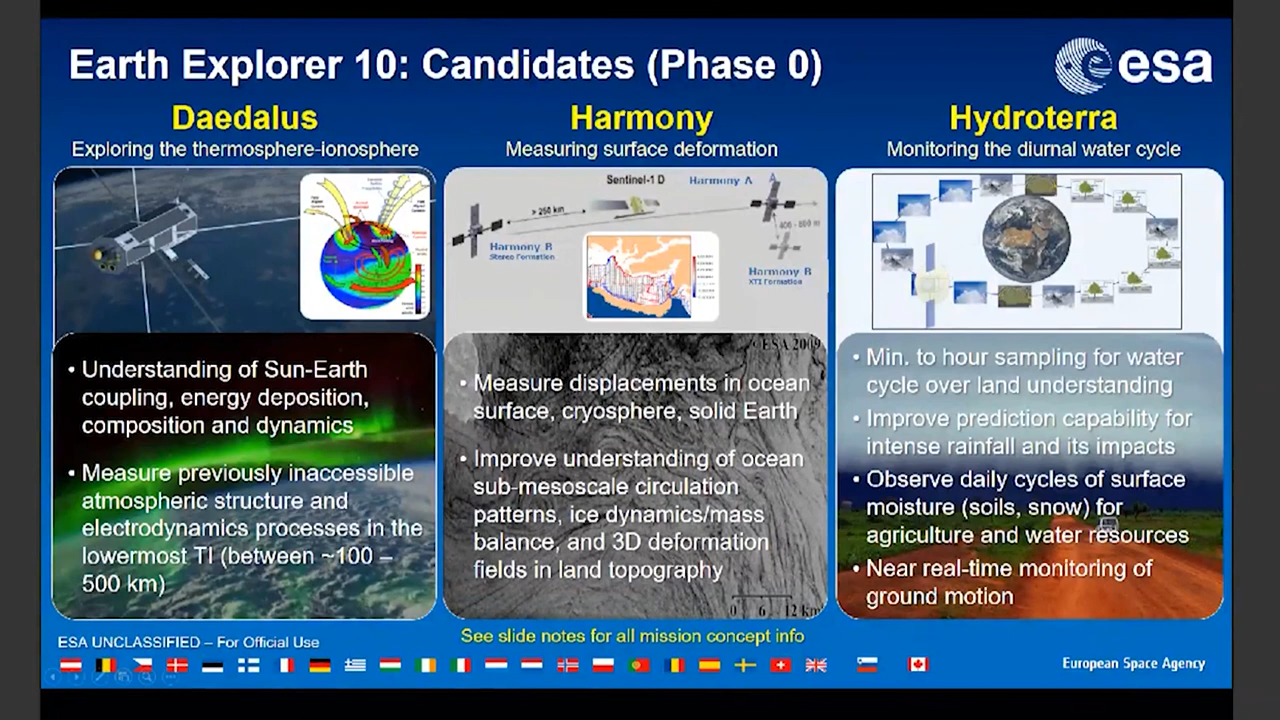 Earth Explorer 10: Candidates (Phase 0)
esa
Daedalus
Exploring the thermosphere-ionosphere
• Understanding of Sun-Earth
coupling, energy deposition,
composition and dynamics
• Measure previously inaccessible
atmospheric structure and
electrodynamics processes in the
lowermost TI (between ~100 –
500 km)
Harmony
Measuring surface deformation
Sentinel-1 D
Harmony A
> 250 km
Harmony B
Stereo Formation
Harmony B
XTI Formation
©ESA 2009
• Measure displacements in ocean
surface, cryosphere, solid Earth
• Improve understanding of ocean
sub-mesoscale circulation
patterns, ice dynamics/mass
balance, and 3D deformation
fields in land topography
0 6 12 km
Hydroterra
Monitoring the diurnal water cycle
• Min. to hour sampling for water
cycle over land understanding
• Improve prediction capability for
intense rainfall and its impacts
• Observe daily cycles of surface
moisture (soils, snow) for
agriculture and water resources
• Near real-time monitoring of
ground motion
ESA UNCLASSIFIED – For Official Use
See slide notes for all mission concept info
European Space Agency